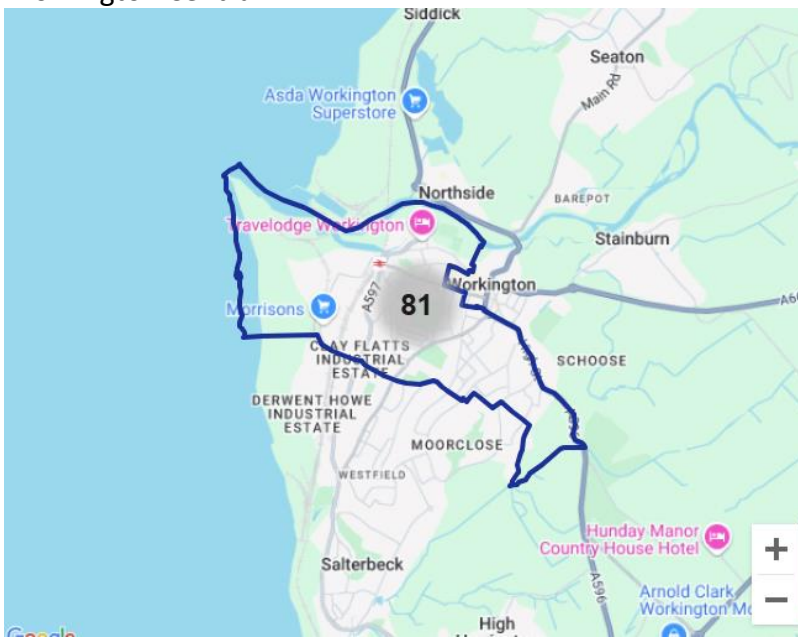 Siddick
Seaton
Main Rd
Asda Workington
Superstore
Northside
BAREPOT
Travelodge Workington
Stainburn
Workington
A597
Morrisons
81
CLAY FLATTS
INDUSTRIAL
ESTATE
SCHOOSE
DERWENT HOWE
INDUSTRIAL
ESTATE
MOORCLOSE
WESTFIELD
Hunday Manor
Country House Hotel
+
Salterbeck
A596
−
Arnold Clark
High
Google